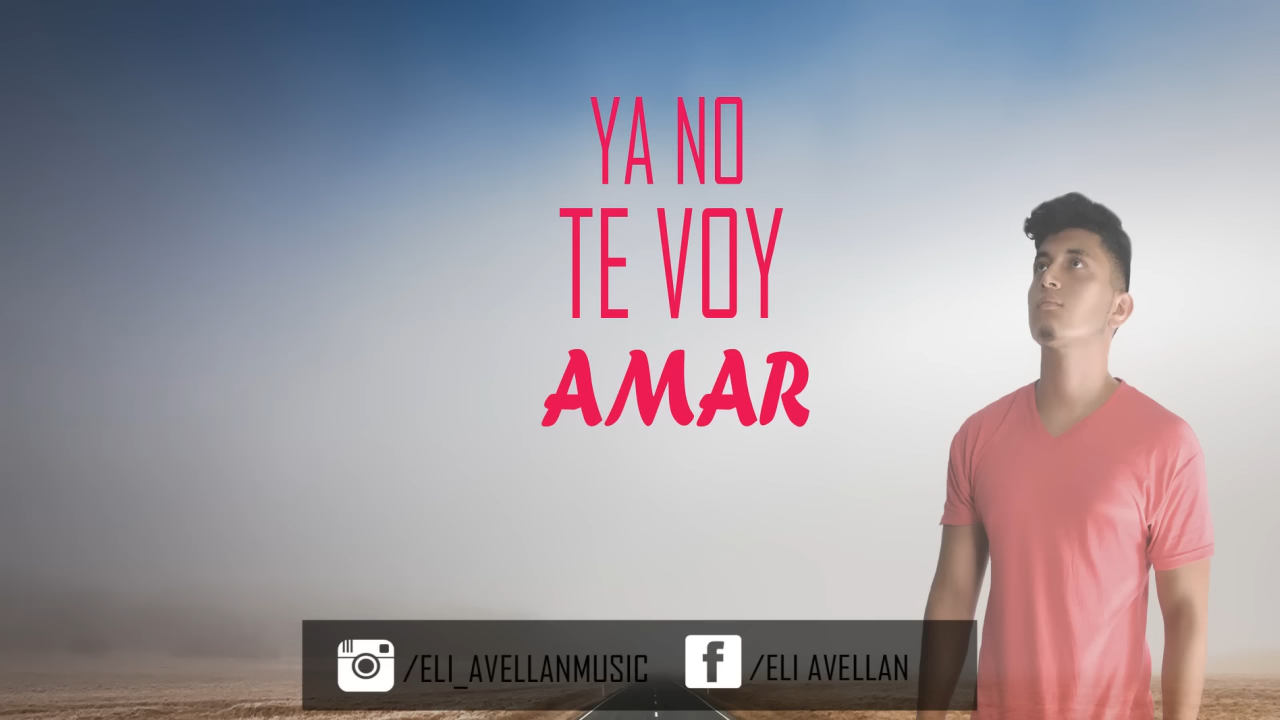 YA NO
TE VOY
AMAR
/ELI_AVELLANMUSIC
/ELI AVELLAN